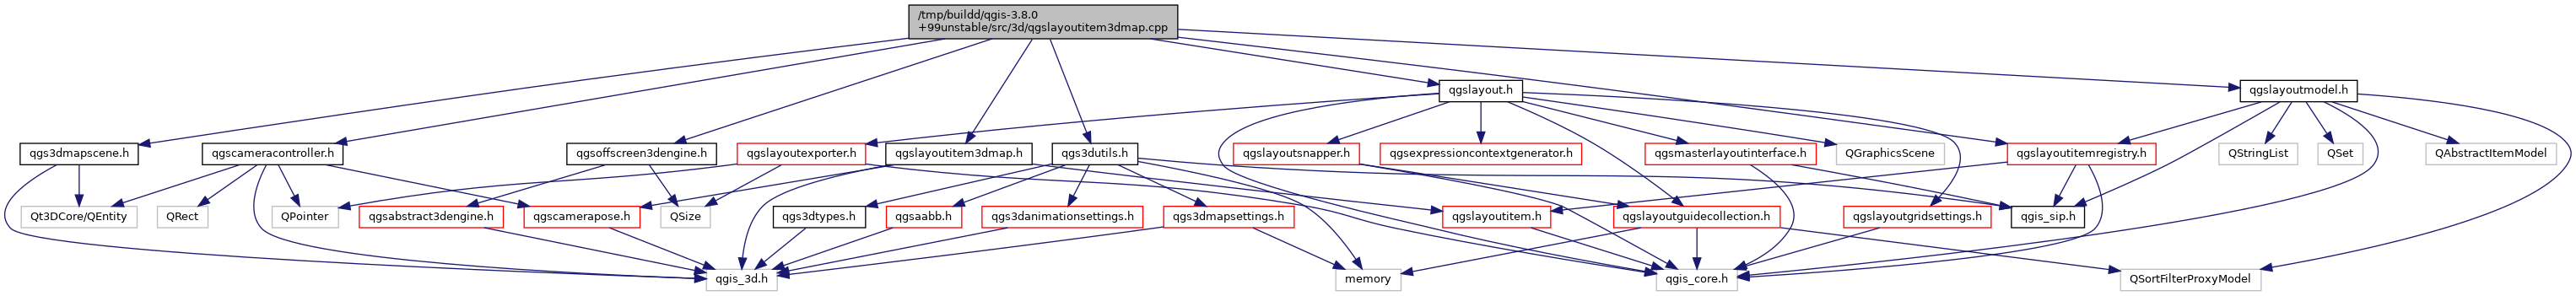 /tmp/buildd/qgis-3.8.0
+99unstable/src/3d/qgslayoutitem3dmap.cpp
qgslayout.h
qgslayoutmodel.h
qgs3dmapscene.h
qgscameracontroller.h
qgsoffscreen3dengine.h
qgslayoutexporter.h
qgslayoutitem3dmap.h
qgs3dutils.h
qgslayoutsnapper.h
qgsexpressioncontextgenerator.h
qgsmasterlayoutinterface.h
QGraphicsScene
qgslayoutitemregistry.h
QStringList
QSet
QAbstractItemModel
Qt3DCore/QEntity
QRect
QPointer
qgsabstract3dengine.h
qgscamerapose.h
QSize
qgs3dtypes.h
qgsaabb.h
qgs3danimationsettings.h
qgs3dmapsettings.h
qgslayoutitem.h
qgslayoutguidecollection.h
qgslayoutgridsettings.h
qgis_sip.h
qgis_3d.h
memory
qgis_core.h
QSortFilterProxyModel